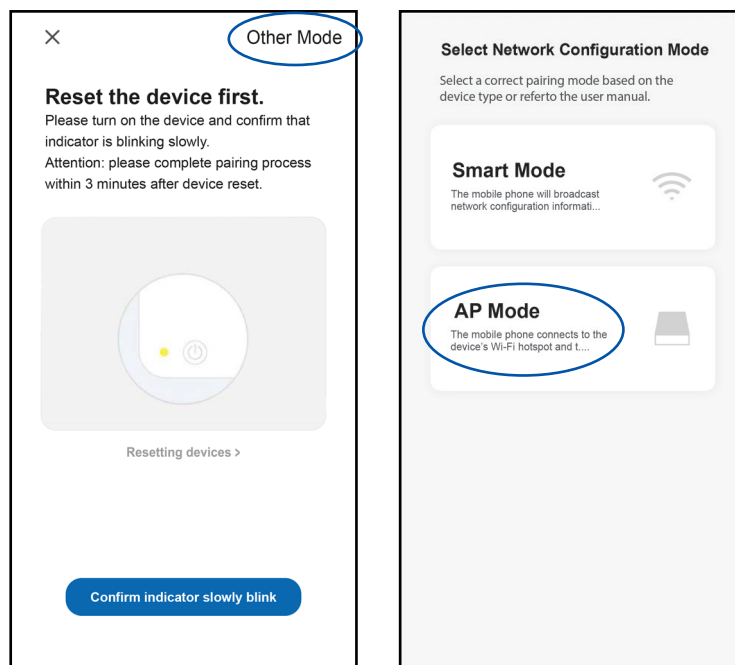 Other Mode
Reset the device first.
Please turn on the device and confirm that
indicator is blinking slowly.
Attention: please complete pairing process
within 3 minutes after device reset.
Resetting devices >
Confirm indicator slowly blink
Select Network Configuration Mode
Select a correct pairing mode based on the
device type or referto the user manual.
Smart Mode
The mobile phone will broadcast
network configuration informati...
AP Mode
The mobile phone connects to the
device's Wi-Fi hotspot and t....